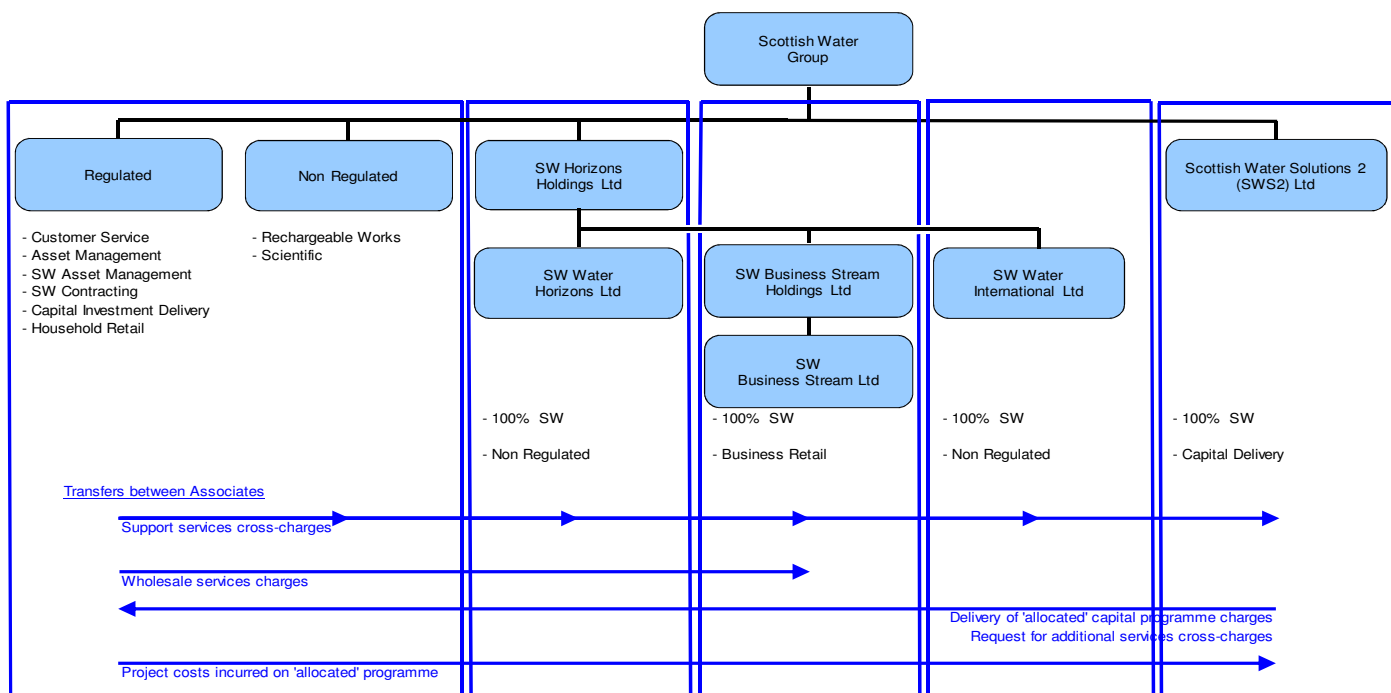 Scottish Water
Group
Regulated
Non Regulated
SW Horizons
Holdings Ltd
Scottish Water Solutions 2
(SWS2) Ltd
- Customer Service
- Asset Management
- SW Asset Management
- SW Contracting
- Capital Investment Delivery
- Household Retail
- Rechargeable Works
- Scientific
SW Water
Horizons Ltd
SW Business Stream
Holdings Ltd
SW Water
International Ltd
SW
Business Stream Ltd
- 100% SW
- Non Regulated
- 100% SW
- Business Retail
- 100% SW
- Non Regulated
- 100% SW
- Capital Delivery
Transfers between Associates
Support services cross-charges
Wholesale services charges
Delivery of 'allocated' capital programme charges
Request for additional services cross-charges
Project costs incurred on 'allocated' programme